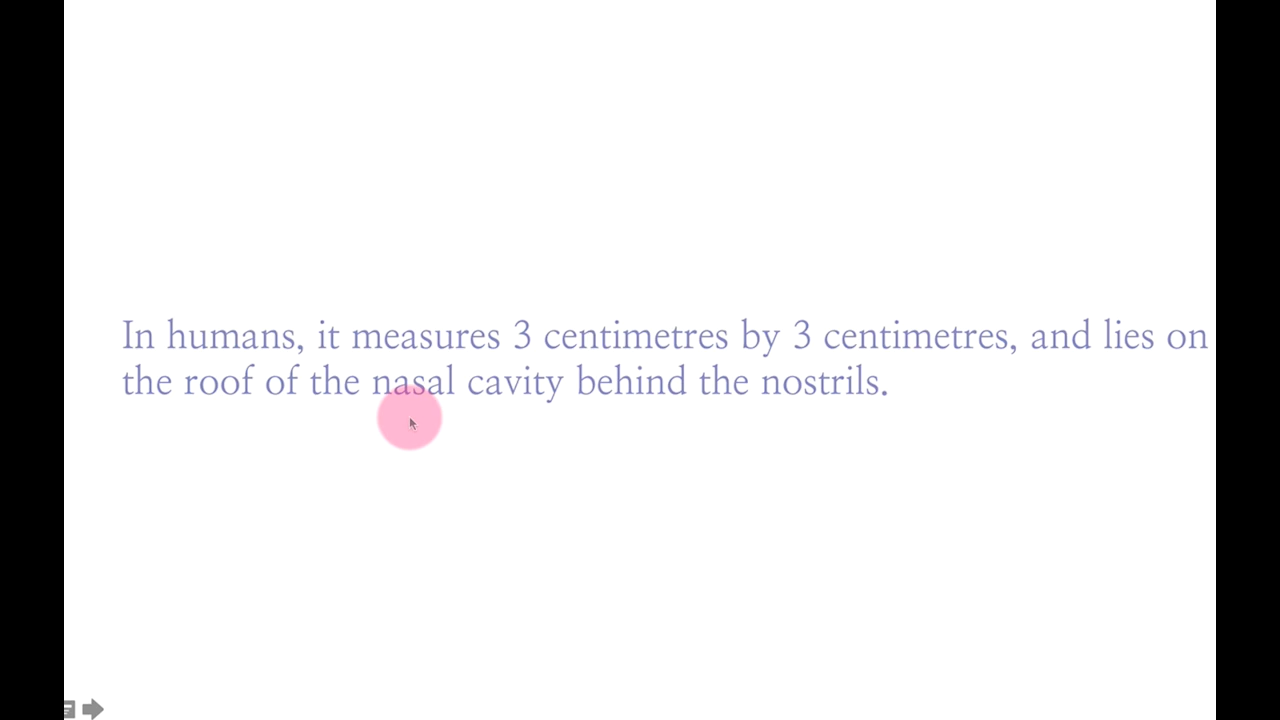 In humans, it measures 3 centimetres by 3 centimetres, and lies on
the roof of the nasal cavity behind the nostrils.